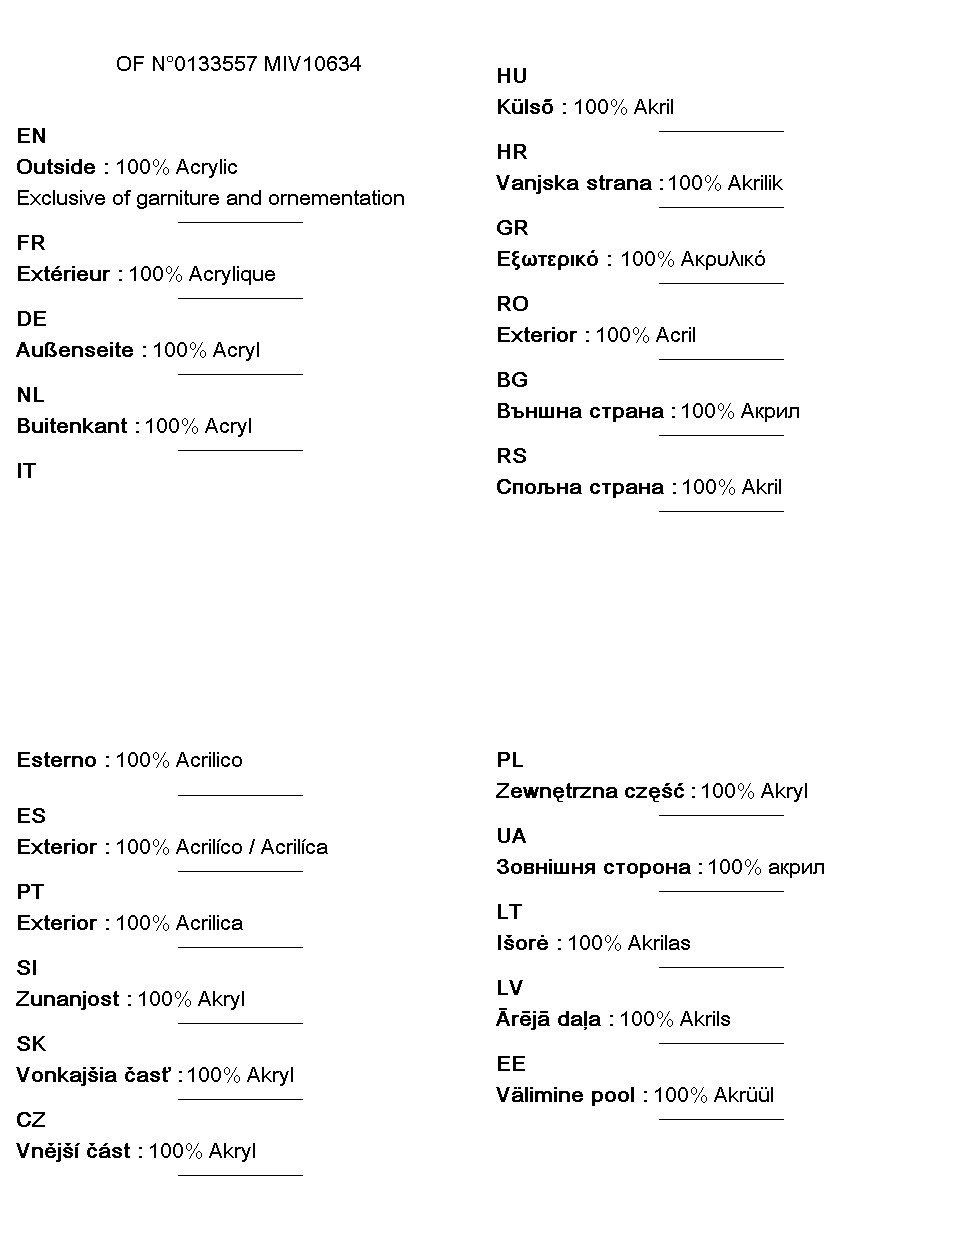 OF N°0133557 MIV10634
EN
Outside : 100% Acrylic
Exclusive of garniture and ornementation
FR
Extérieur : 100% Acrylique
DE
Außenseite : 100% Acryl
NL
Buitenkant : 100% Acryl
IT
HU
Külsõ : 100% Akril
HR
Vanjska strana : 100% Akrilik
GR
Εξωτερικό : 100% Ακρυλικό
RO
Exterior : 100% Acril
BG
Външна страна : 100% Акрил
RS
Спољна страна : 100% Akril
Esterno : 100% Acrilico
ES
Exterior : 100% Acrilíco / Acrilíca
PT
Exterior : 100% Acrilica
SI
Zunanjost : 100% Akryl
SK
Vonkajšia časť : 100% Akryl
CZ
Vnější část : 100% Akryl
PL
Zewnętrzna część : 100% Akryl
UA
Зовнішня сторона : 100% акрил
LT
Išorė : 100% Akrilas
LV
Ārējā daļa : 100% Akrils
EE
Välimine pool : 100% Akrüül